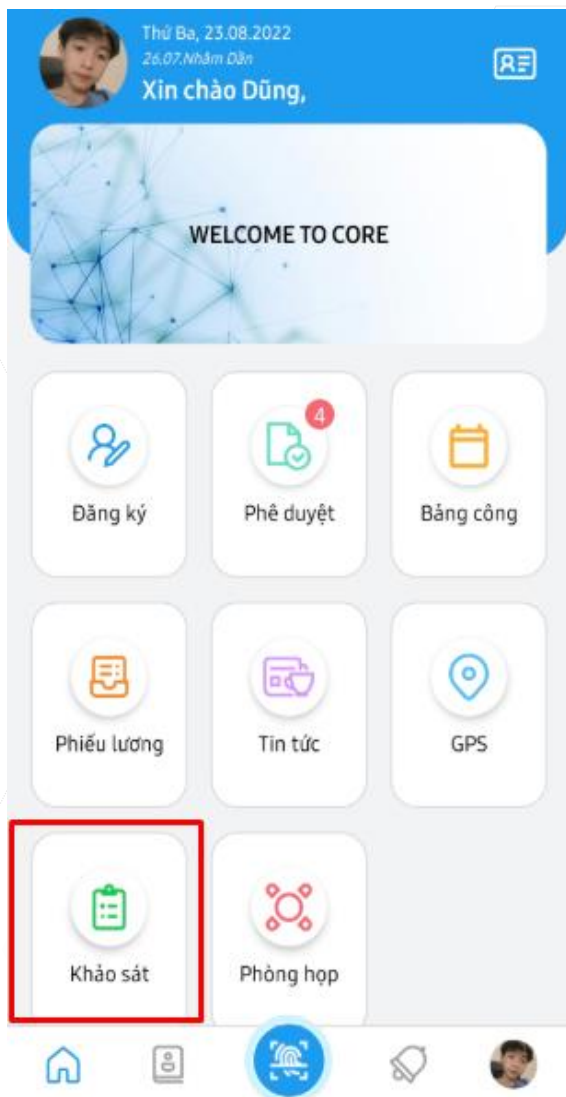 Thứ Ba, 23.08.2022
26.07.Nhâm Dần
Xin chào Dũng,
WELCOME TO CORE
4
Đăng ký
Phê duyệt
Bảng công
Phiếu lương
Tin tức
GPS
Khảo sát
Phòng họp